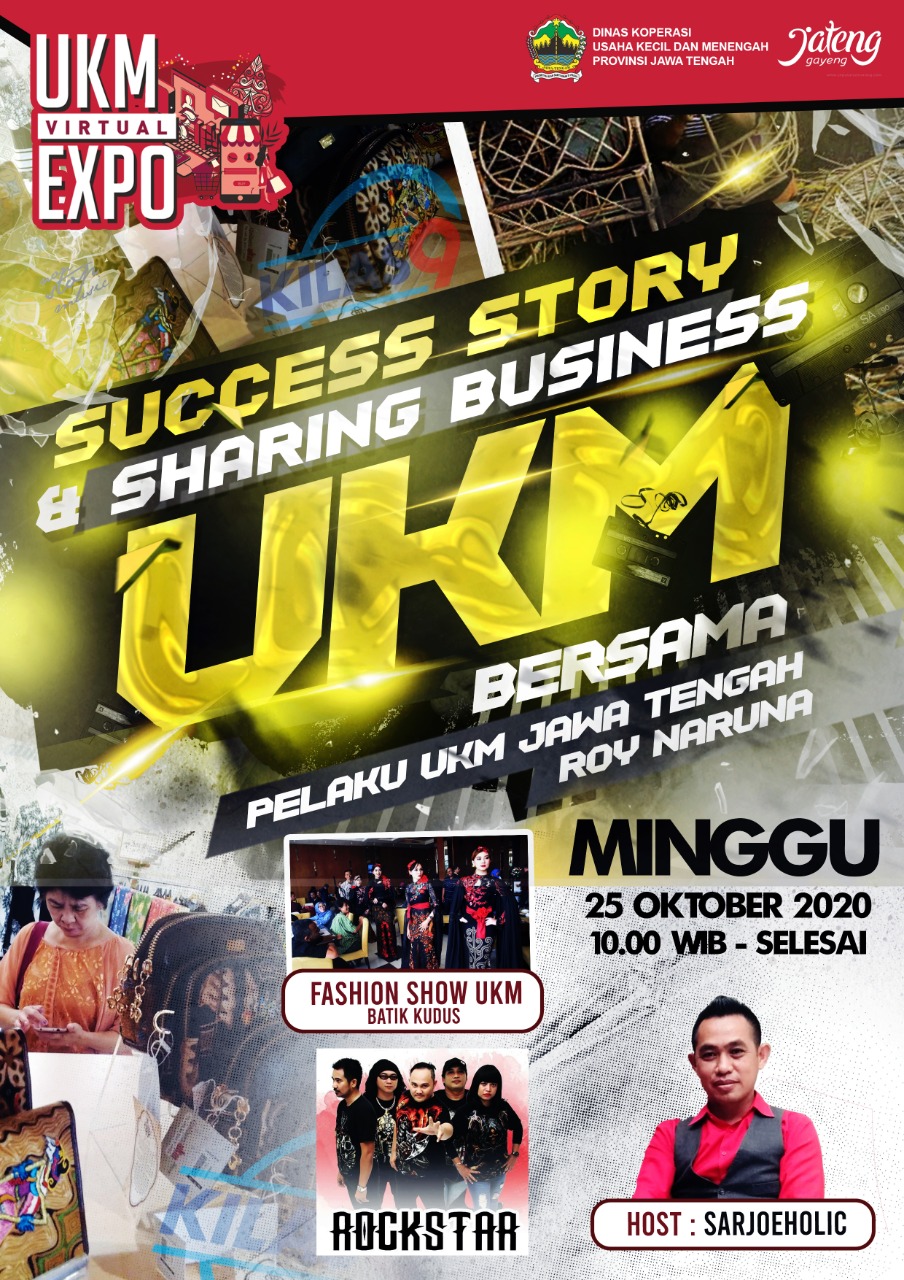 UKM
VIRTUAL
EXPO
DINAS KOPERASI
USAHA KECIL DAN MENENGAH
PROVINSI JAWA TENGAH
Jateng
gayeng
SUCCESS STORY
& SHARING BUSINESS
UKM
BERSAMA
PELAKU UKM JAWA TENGAH
ROY NARUNA
MINGGU
25 OKTOBER 2020
10.00 WIB - SELESAI
FASHION SHOW UKM
BATIK KUDUS
ROCKSTAR
HOST : SARJOEHOLIC